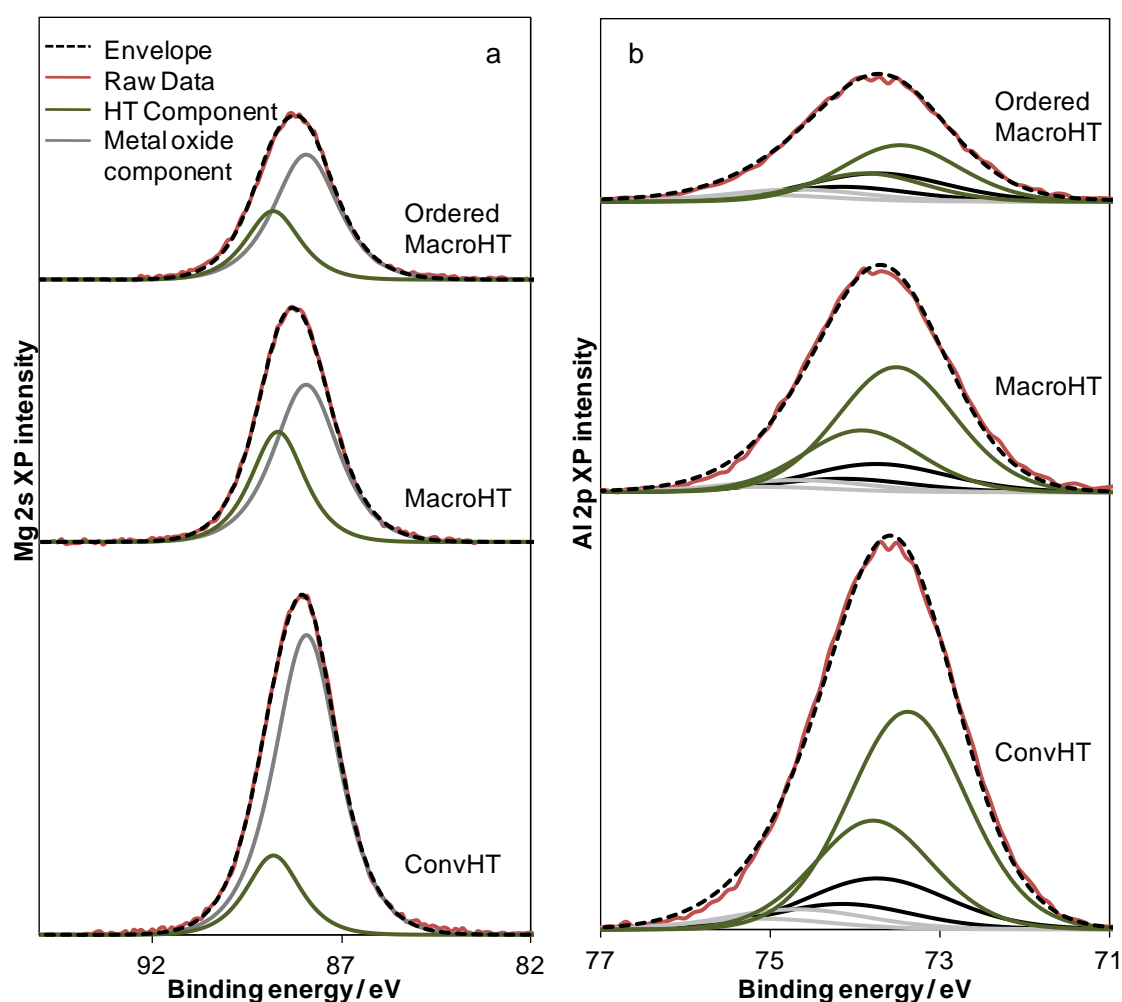 a
Envelope
Raw Data
HT Component
Metal oxide
component
Ordered
MacroHT
MacroHT
ConvHT
Mg 2s XP intensity
92
87
82
Binding energy / eV
b
Ordered
MacroHT
MacroHT
ConvHT
Al 2p XP intensity
77
75
73
71
Binding energy / eV